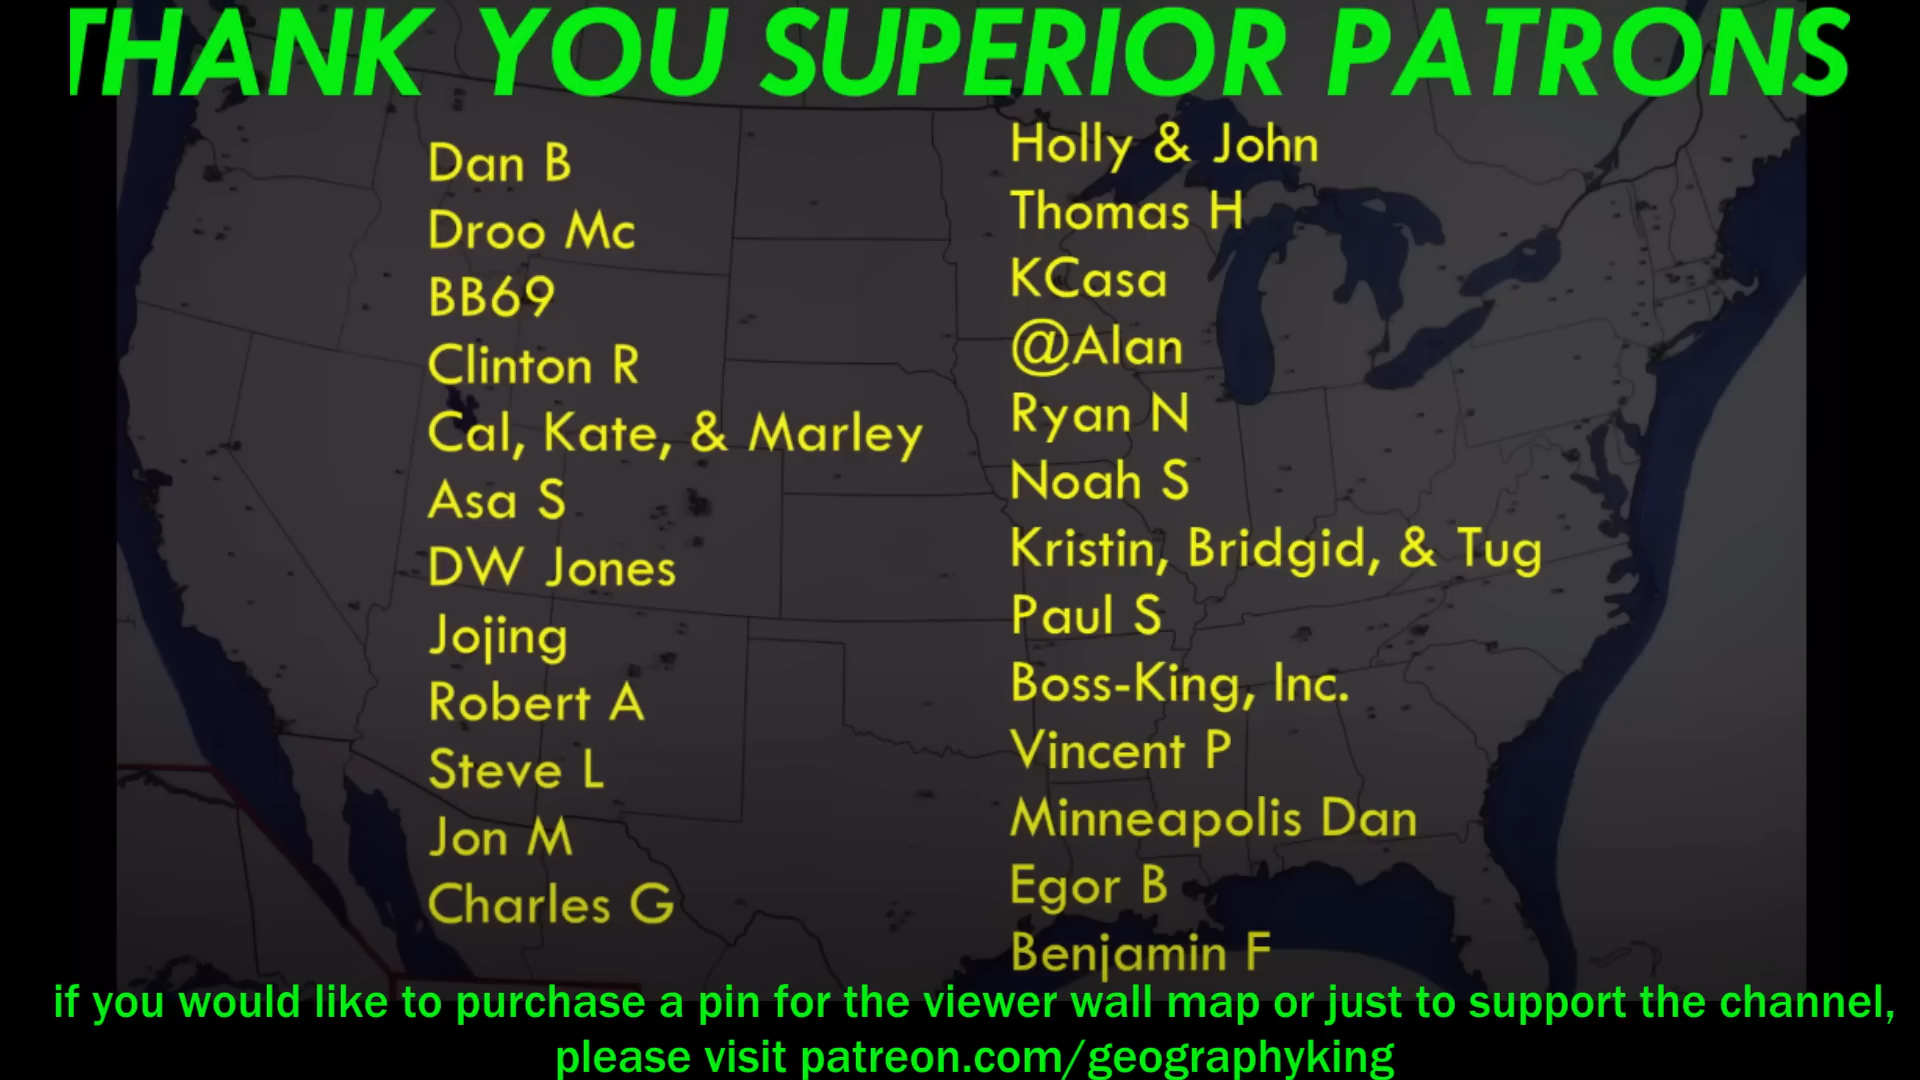 THANK YOU SUPERIOR PATRONS
Dan B
Droo Mc
BB69
Clinton R
Cal, Kate, & Marley
Asa S
DW Jones
Jojing
Robert A
Steve L
Jon M
Charles G
Holly & John
Thomas H
KCasa
@Alan
Ryan N
Noah S
Kristin, Bridgid, & Tug
Paul S
Boss-King, Inc.
Vincent P
Minneapolis Dan
Egor B
Benjamin F
if you would like to purchase a pin for the viewer wall map or just to support the channel,
please visit patreon.com/geographyking